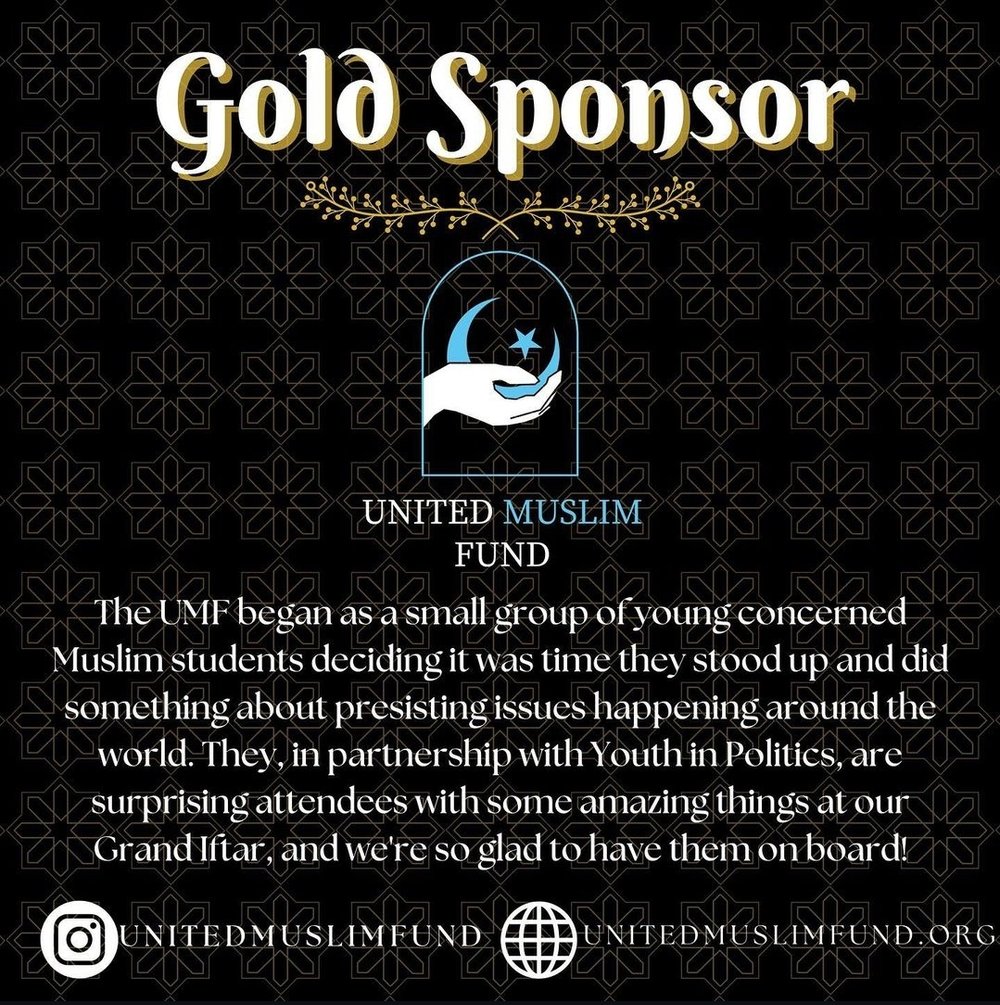 Gold Sponsor
UNITED MUSLIM
FUND
The UMF began as a small group of young concerned
Muslim students deciding it was time they stood up and did
something about presisting issues happening around the
world. They, in partnership with Youth in Politics, are
surprising attendees with some amazing things at our
Grand Iftar, and we're so glad to have them on board!
UNITEDMUSLIMFUND UNITEDMUSLIMFUND.ORG